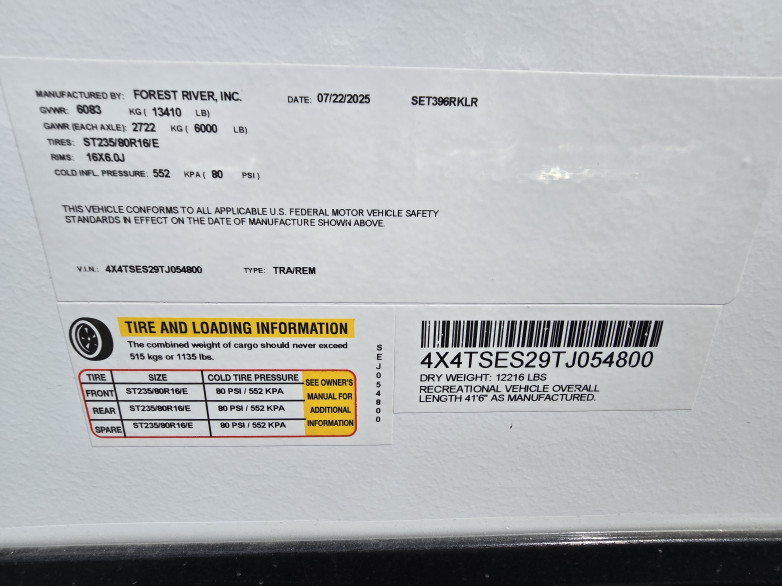 MANUFACTURED BY: FOREST RIVER, INC. DATE: 07/22/2025 SET396RKLR
GVWR: 6083 KG ( 13410 LB)
GAWR (EACH AXLE): 2722 KG ( 6000 LB)
TIRES: ST235/80R16/E
RIMS: 16X6.0J
COLD INFL. PRESSURE: 552 KPA ( 80 PSI )
THIS VEHICLE CONFORMS TO ALL APPLICABLE U.S. FEDERAL MOTOR VEHICLE SAFETY
STANDARDS IN EFFECT ON THE DATE OF MANUFACTURE SHOWN ABOVE.
V.I.N.: 4X4TSES29TJ054800 TYPE: TRA/REM
TIRE AND LOADING INFORMATION
The combined weight of cargo should never exceed
515 kgs or 1135 lbs.
TIRE SIZE COLD TIRE PRESSURE
FRONT ST235/80R16/E 80 PSI / 552 KPA
REAR ST235/80R16/E 80 PSI / 552 KPA
SPARE ST235/80R16/E 80 PSI / 552 KPA
SEE OWNER'S
MANUAL FOR
ADDITIONAL
INFORMATION
SEJ054800
4X4TSES29TJ054800
DRY WEIGHT: 12216 LBS
RECREATIONAL VEHICLE OVERALL
LENGTH 41'6" AS MANUFACTURED.